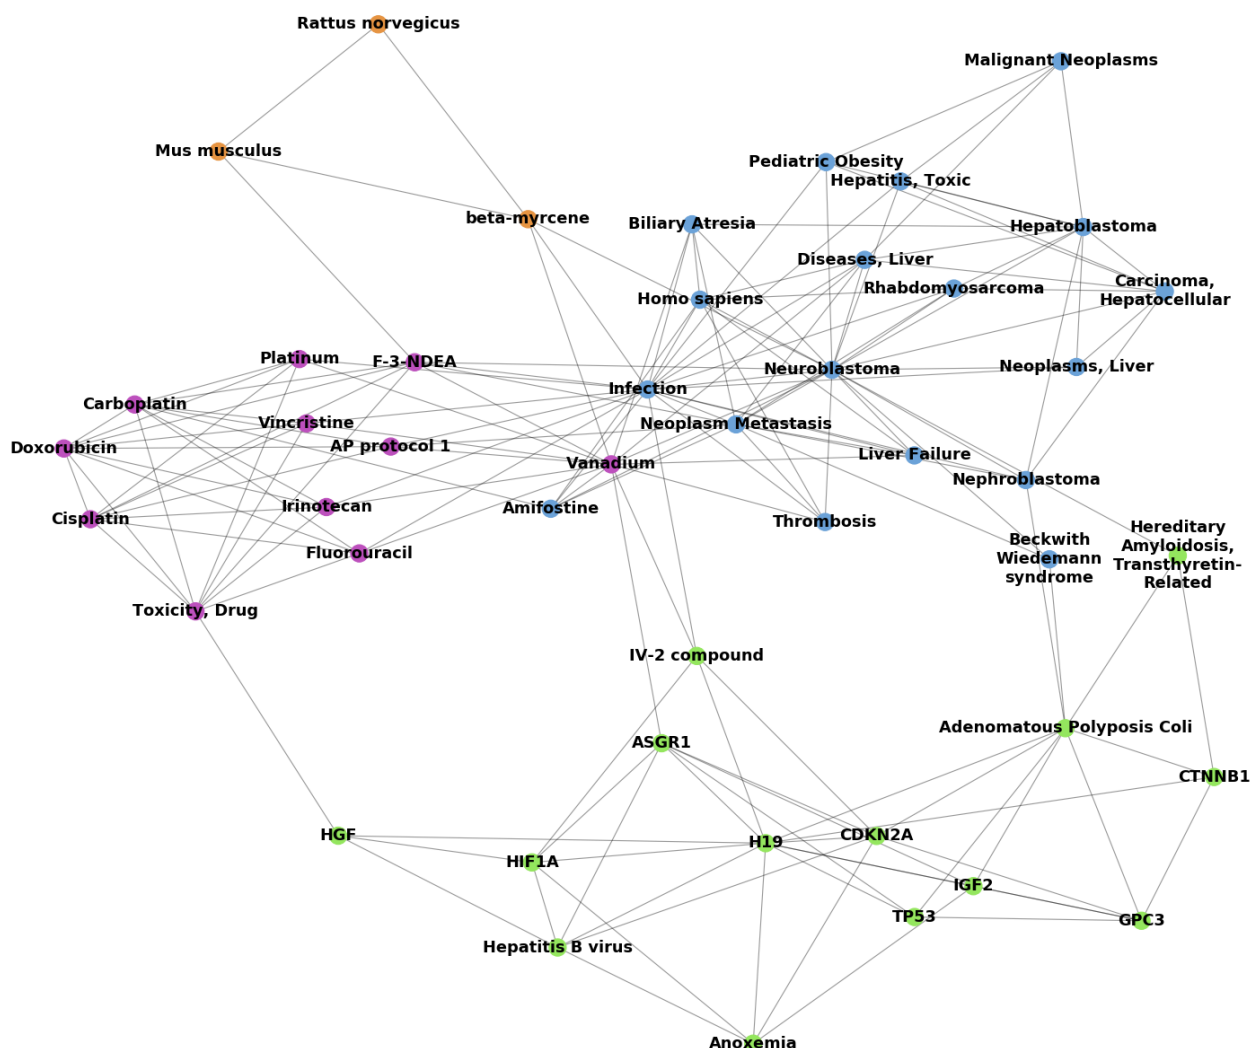 Rattus norvegicus
Malignant Neoplasms
Mus musculus
Pediatric Obesity
Hepatitis, Toxic
beta-myrcene
Biliary Atresia
Hepatoblastoma
Diseases, Liver
Homo sapiens
Rhabdomyosarcoma
Carcinoma,
Hepatocellular
Platinum
F-3-NDEA
Neuroblastoma
Neoplasms, Liver
Infection
Carboplatin
Vincristine
Neoplasm Metastasis
Doxorubicin
AP protocol 1
Vanadium
Liver Failure
Nephroblastoma
Cisplatin
Irinotecan
Amifostine
Thrombosis
Fluorouracil
Beckwith
Wiedemann
syndrome
Hereditary
Amyloidosis,
Transthyretin-
Related
Toxicity, Drug
IV-2 compound
Adenomatous Polyposis Coli
ASGR1
CTNNB1
HGF
HIF1A
H19
CDKN2A
IGF2
TP53
GPC3
Hepatitis B virus
Anoxemia